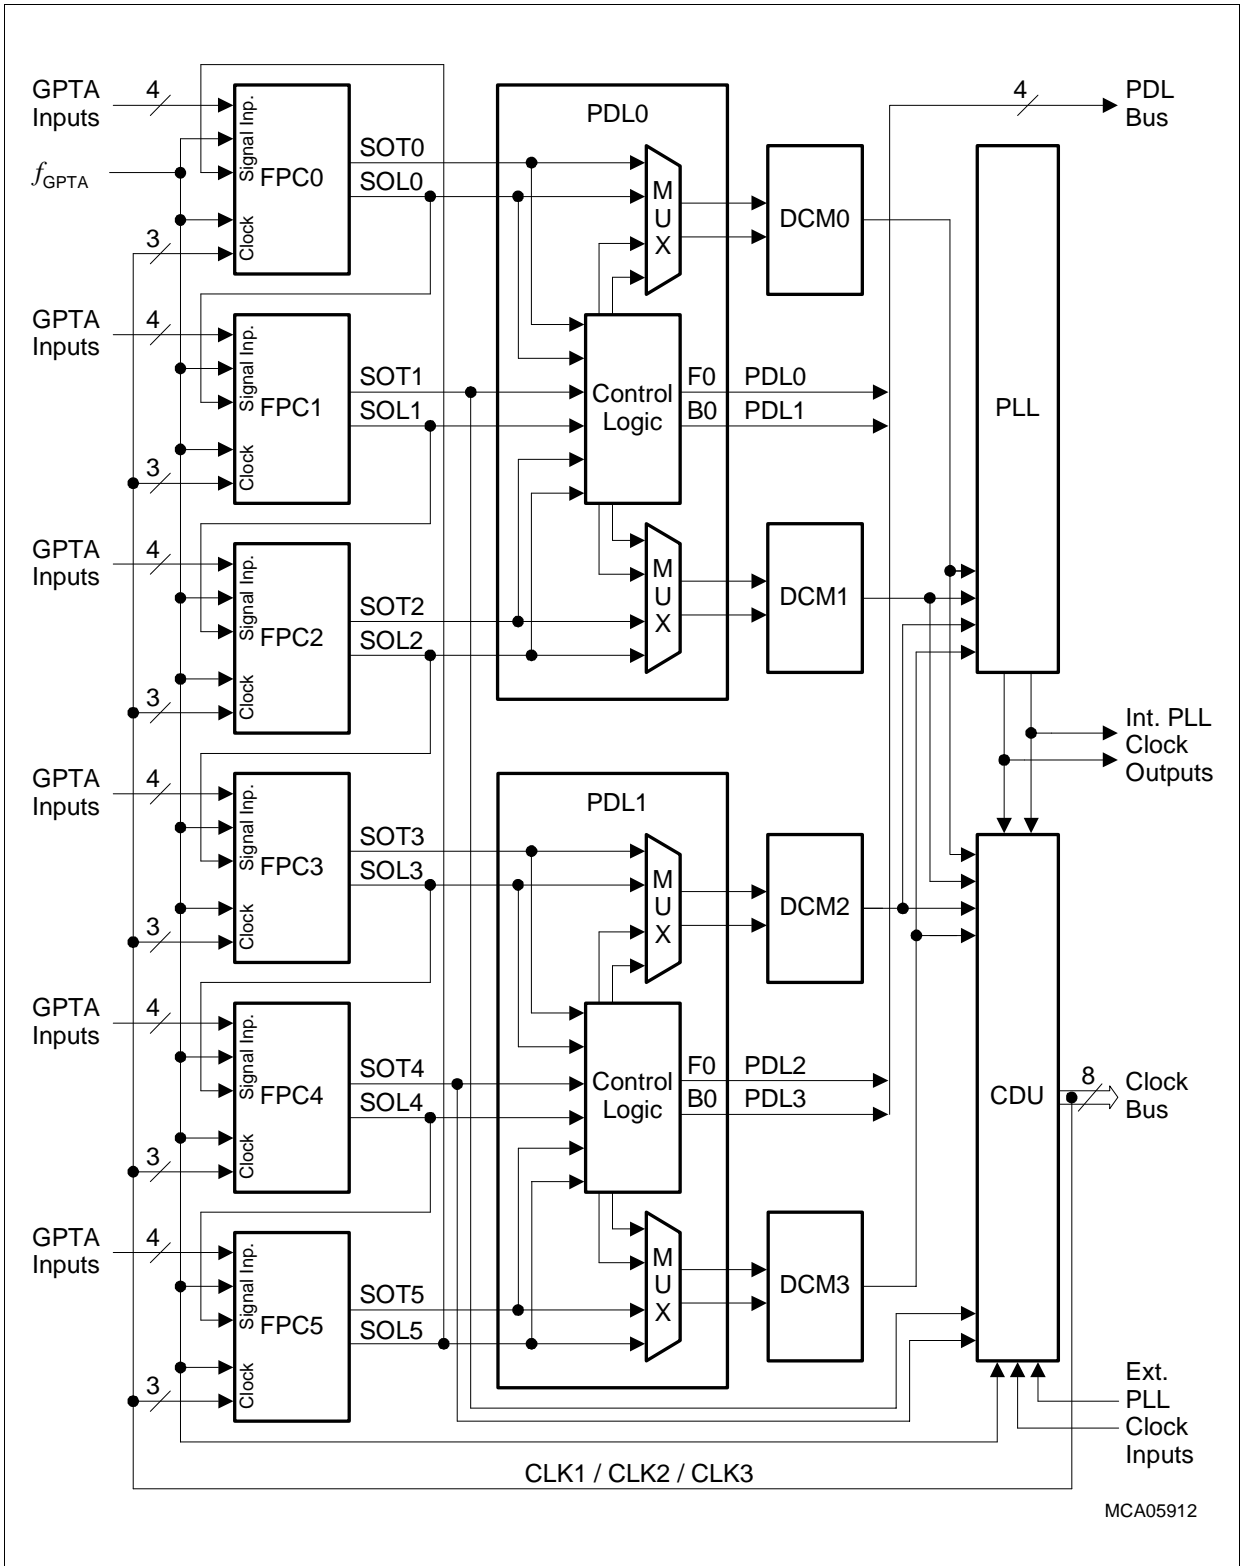 GPTA
Inputs
4
f GPTA
Signal Inp.
FPC0
Clock
3
SOT0
SOL0
PDL0
M
U
X
DCM0
4
PDL
Bus
GPTA
Inputs
4
Signal Inp.
FPC1
Clock
3
SOT1
SOL1
Control
Logic
F0
B0
PDL0
PDL1
PLL
GPTA
Inputs
4
Signal Inp.
FPC2
Clock
3
SOT2
SOL2
M
U
X
DCM1
Int. PLL
Clock
Outputs
GPTA
Inputs
4
Signal Inp.
FPC3
Clock
3
SOT3
SOL3
PDL1
M
U
X
DCM2
GPTA
Inputs
4
Signal Inp.
FPC4
Clock
3
SOT4
SOL4
Control
Logic
F0
B0
PDL2
PDL3
CDU
8
Clock
Bus
GPTA
Inputs
4
Signal Inp.
FPC5
Clock
3
SOT5
SOL5
M
U
X
DCM3
Ext.
PLL
Clock
Inputs
CLK1 / CLK2 / CLK3
MCA05912